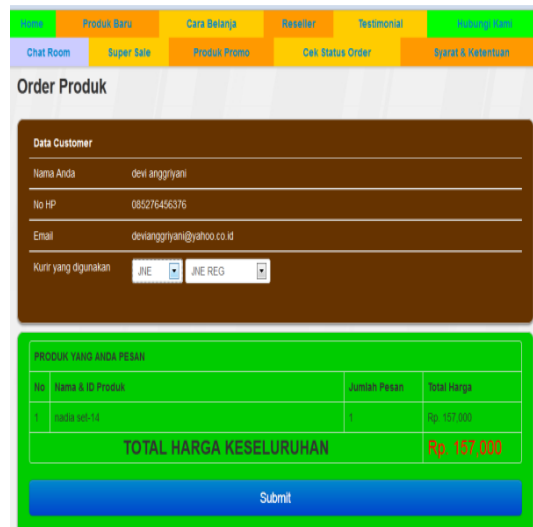 Home Produk Baru Cara Belanja Reseller Testimonial Hubungi Kami
Chat Room Super Sale Produk Promo Cek Status Order Syarat & Ketentuan
Order Produk
Data Customer
Nama Anda devi anggriyani
No HP 085276456376
Email devianggriyani@yahoo.co.id
Kurir yang digunakan JNE JNE REG
PRODUK YANG ANDA PESAN
No Nama & ID Produk Jumlah Pesan Total Harga
1 nadia set-14 1 Rp. 157,000
TOTAL HARGA KESELURUHAN Rp. 157,000
Submit